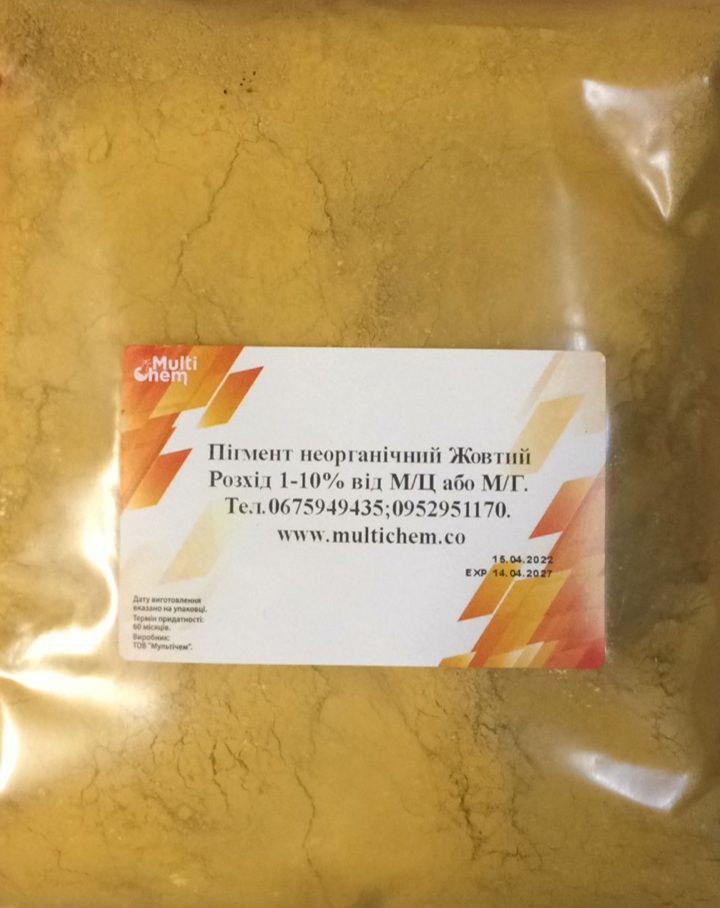 Multi
Chem
Пігмент неорганічний Жовтий
Розхід 1-10% від М/Ц або М/Г.
Тел.0675949435;0952951170.
www.multichem.co
15.04.2022
EXP 14.04.2027
Дату виготовлення
вказано на упаковці.
Термін придатності:
60 місяців.
Виробник:
ТОВ "Мультічем".